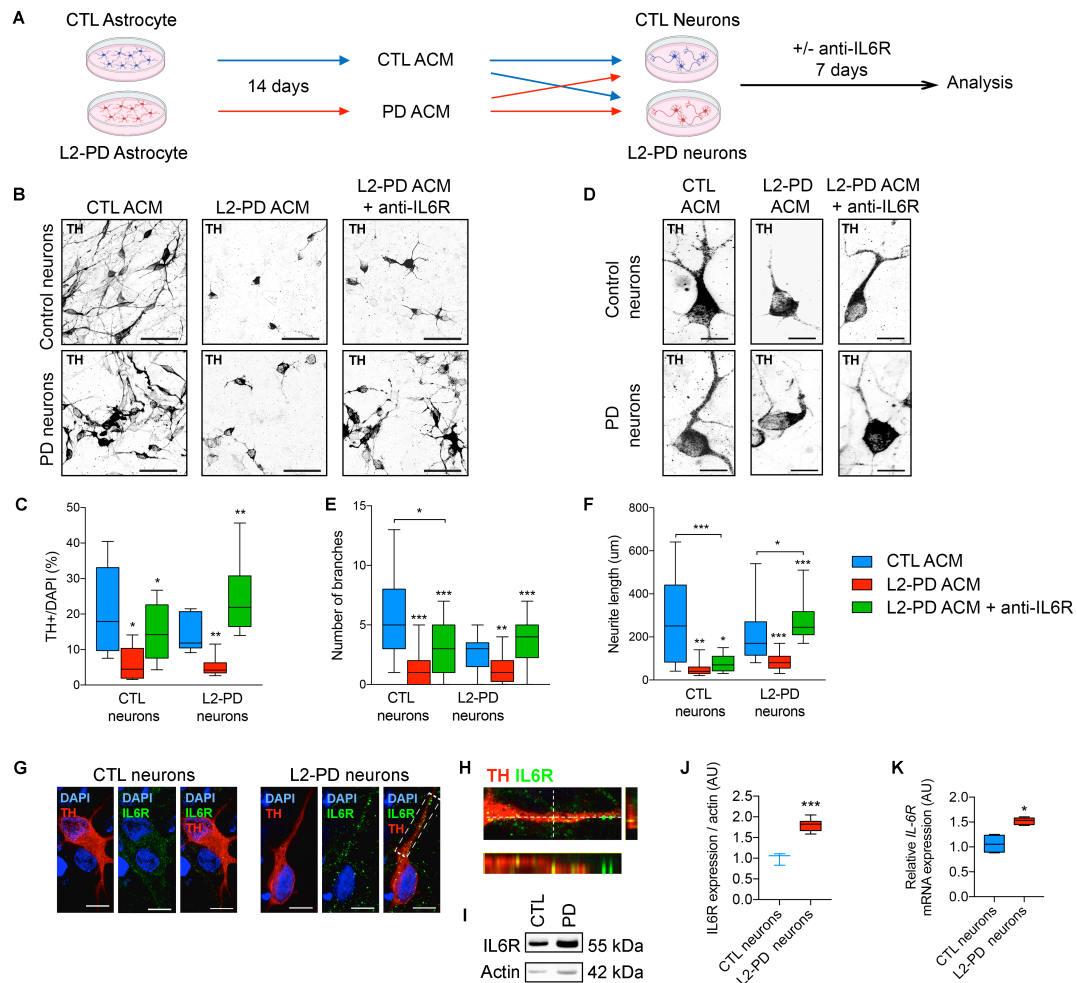 A
CTL Astrocyte
L2-PD Astrocyte
14 days
CTL ACM
PD ACM
CTL Neurons
L2-PD neurons
+/- anti-IL6R
7 days
Analysis
B
CTL ACM
L2-PD ACM
L2-PD ACM
+ anti-IL6R
Control neurons
TH
TH
TH
PD neurons
TH
TH
TH
D
CTL
ACM
L2-PD
ACM
L2-PD ACM
+ anti-IL6R
Control
neurons
TH
TH
TH
PD
neurons
TH
TH
TH
C
TH+/DAPI (%)
50
40
30
20
10
0
*
**
*
**
CTL
neurons
L2-PD
neurons
E
Number of branches
15
10
5
0
*
***
***
**
***
CTL
neurons
L2-PD
neurons
F
Neurite length (um)
800
600
400
200
0
***
**
*
*
***
***
CTL
neurons
L2-PD
neurons
CTL ACM
L2-PD ACM
L2-PD ACM + anti-IL6R
G
CTL neurons
DAPI
TH
DAPI
IL6R
DAPI
IL6R
TH
L2-PD neurons
DAPI
TH
DAPI
IL6R
DAPI
IL6R
TH
H
TH IL6R
I
CTL
PD
IL6R
55 kDa
Actin
42 kDa
J
IL6R expression / actin (AU)
2.5
2.0
1.5
1.0
0.5
0.0
***
CTL neurons
L2-PD neurons
K
Relative IL-6R
mRNA expression (AU)
2.0
1.5
1.0
0.5
0.0
*
CTL neurons
L2-PD neurons